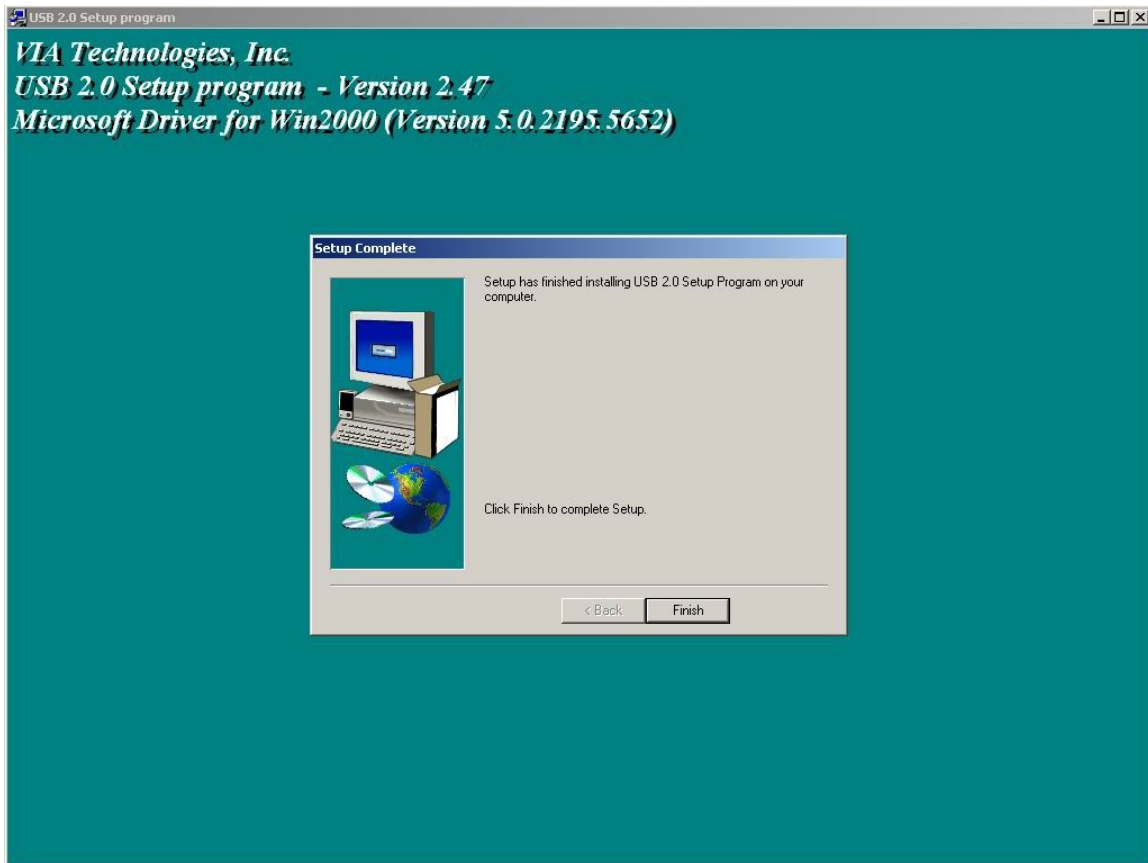 USB 2.0 Setup program
VIA Technologies, Inc.
USB 2.0 Setup program - Version 2.47
Microsoft Driver for Win2000 (Version 5.0.2195.5652)
Setup Complete
Setup has finished installing USB 2.0 Setup Program on your
computer.
Click Finish to complete Setup.
< Back
Finish